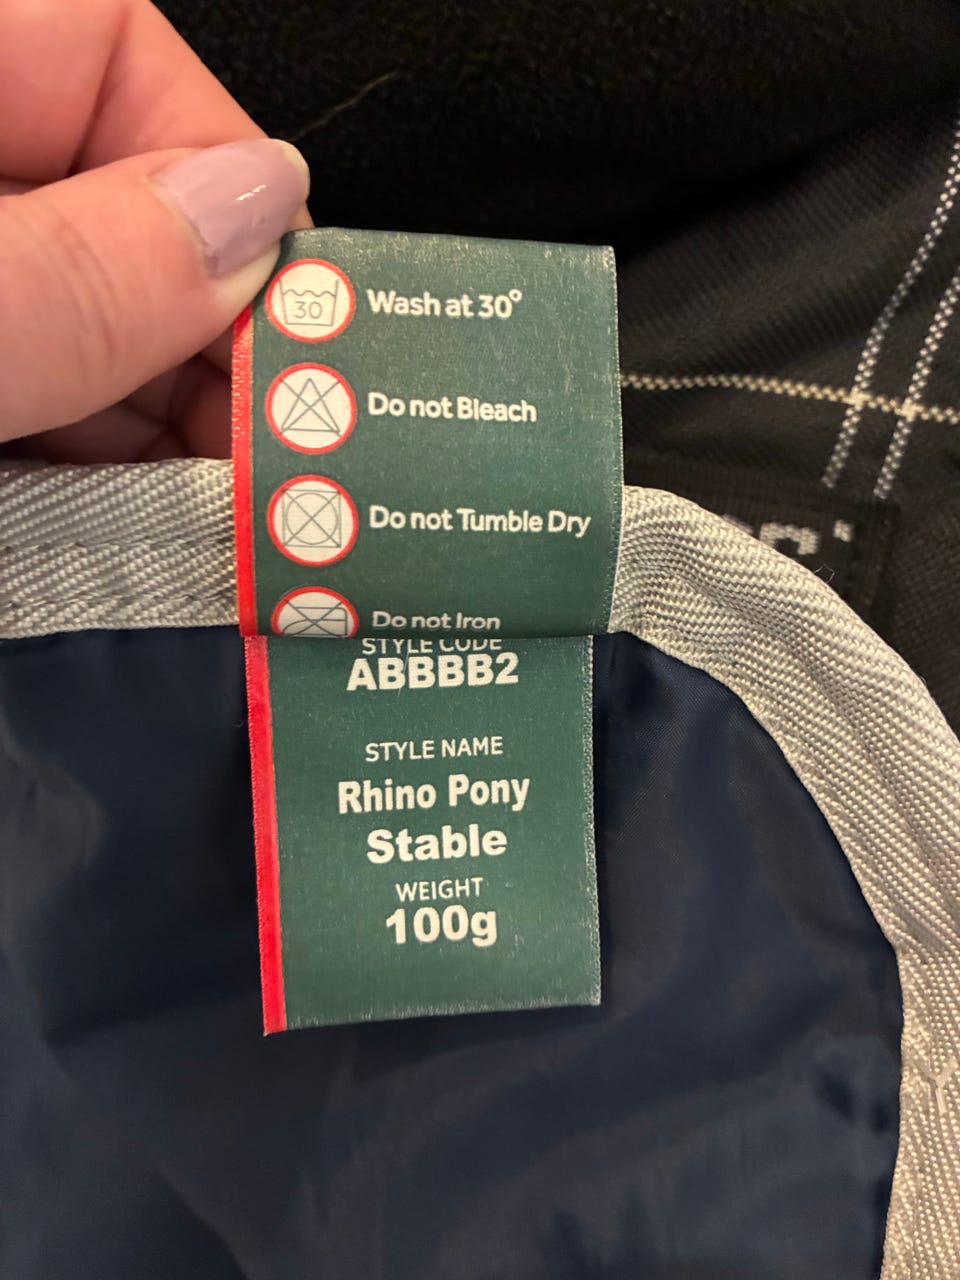 30
Wash at 30°
Do not Bleach
Do not Tumble Dry
Do not Iron
STYLE CODE
ABBBB2
STYLE NAME
Rhino Pony
Stable
WEIGHT
100g